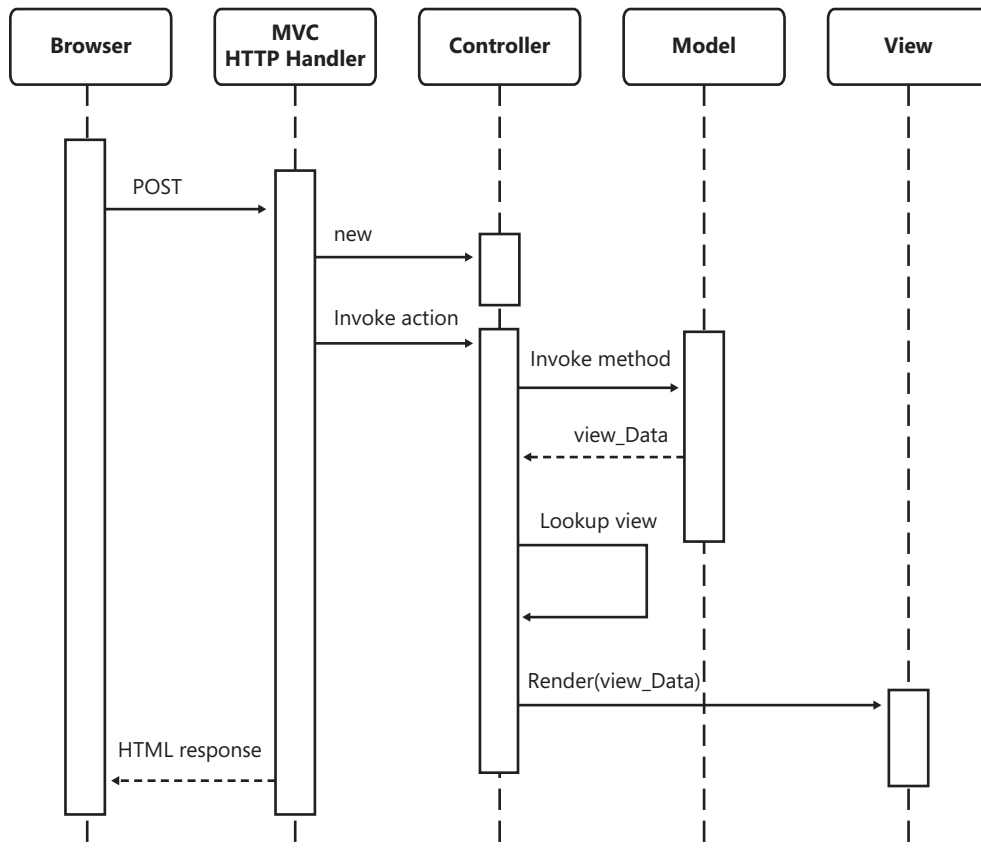 Browser
MVC
HTTP Handler
Controller
Model
View
POST
new
Invoke action
Invoke method
view_Data
Lookup view
Render(view_Data)
HTML response